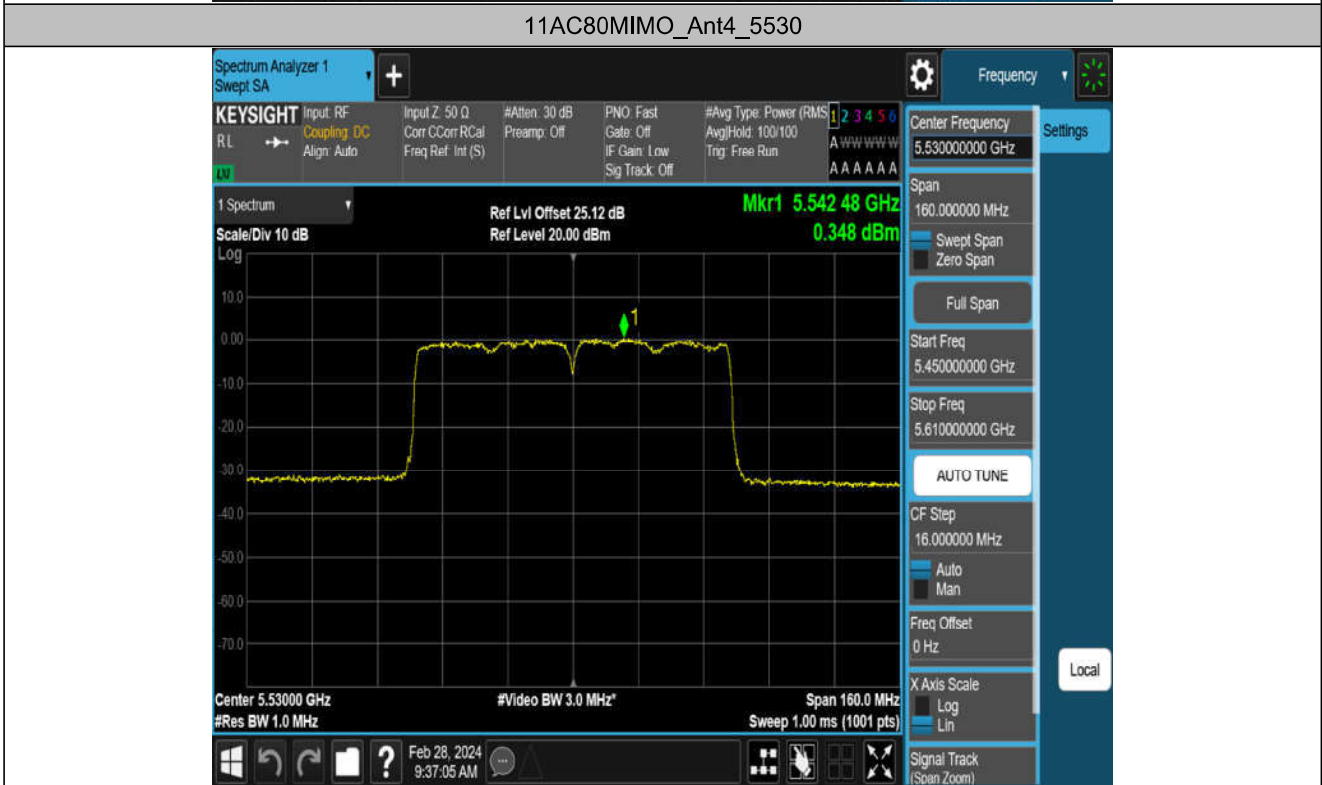 11AC80MIMO_Ant4_5530
Spectrum Analyzer 1
Swept SA
+
Frequency
KEYSIGHT
RL
LXI
Input: RF
Coupling: DC
Align: Auto
Input Z: 50 Ω
Corr CCorr RCal
Freq Ref: Int (S)
#Atten: 30 dB
Preamp: Off
PNO: Fast
Gate: Off
IF Gain: Low
Sig Track: Off
#Avg Type: Power (RMS
Avg|Hold: 100/100
Trig: Free Run
1 2 3 4 5 6
A W W W W W
A A A A A A
1 Spectrum
Scale/Div 10 dB
Log
Ref Lvl Offset 25.12 dB
Ref Level 20.00 dBm
Mkr1 5.542 48 GHz
0.348 dBm
1
10.0
0.00
-10.0
-20.0
-30.0
-40.0
-50.0
-60.0
-70.0
Center 5.53000 GHz
#Res BW 1.0 MHz
#Video BW 3.0 MHz*
Span 160.0 MHz
Sweep 1.00 ms (1001 pts)
?
Feb 28, 2024
9:37:05 AM
Center Frequency
5.530000000 GHz
Settings
Span
160.000000 MHz
Swept Span
Zero Span
Full Span
Start Freq
5.450000000 GHz
Stop Freq
5.610000000 GHz
AUTO TUNE
CF Step
16.000000 MHz
Auto
Man
Freq Offset
0 Hz
Local
X Axis Scale
Log
Lin
Signal Track
(Span Zoom)